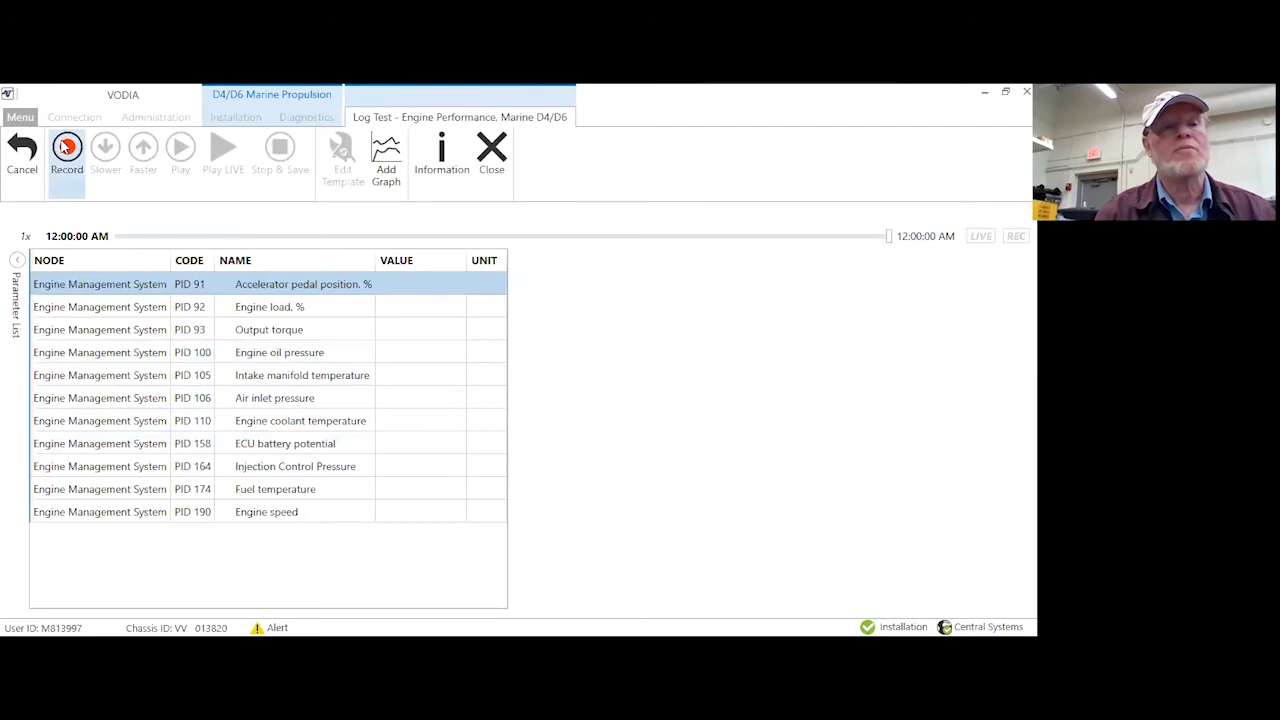 VODIA
D4/D6 Marine Propulsion
Menu
Connection
Administration
Installation
Diagnostics
Log Test - Engine Performance, Marine D4/D6
Cancel
Record
Slower
Faster
Play
Play LIVE
Stop & Save
Edit Template
Add Graph
Information
Close
1x 12:00:00 AM
12:00:00 AM LIVE REC
Parameter List
NODE CODE NAME VALUE UNIT
Engine Management System PID 91 Accelerator pedal position, %
Engine Management System PID 92 Engine load, %
Engine Management System PID 93 Output torque
Engine Management System PID 100 Engine oil pressure
Engine Management System PID 105 Intake manifold temperature
Engine Management System PID 106 Air inlet pressure
Engine Management System PID 110 Engine coolant temperature
Engine Management System PID 158 ECU battery potential
Engine Management System PID 164 Injection Control Pressure
Engine Management System PID 174 Fuel temperature
Engine Management System PID 190 Engine speed
User ID: M813997 Chassis ID: VV 013820 Alert
Installation Central Systems